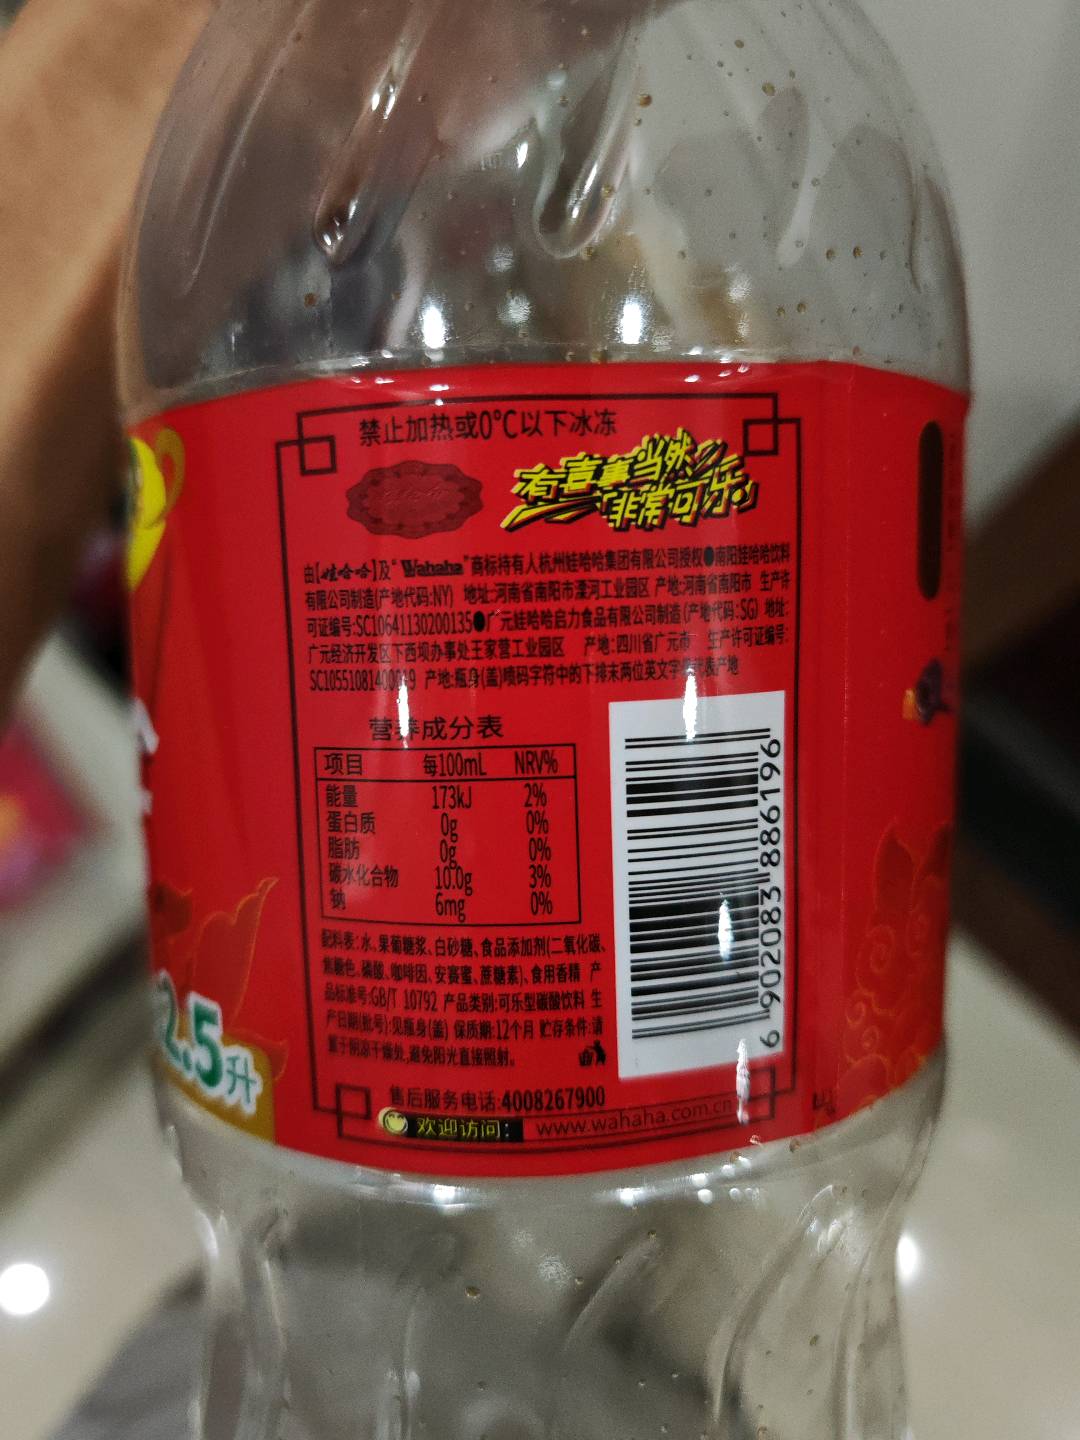 禁止加热或0℃以下冰冻
有喜事当然
非常可乐
由[娃哈哈]及"Wahaha"商标持有人杭州娃哈哈集团有限公司授权●南阳娃哈哈饮料
有限公司制造(产地代码:NY) 地址:河南省南阳市溧河工业园区 产地:河南省南阳市 生产许
可证编号:SC10641130200135●广元娃哈哈启力食品有限公司制造(产地代码:SG) 地址:
广元经济开发区下西坝办事处王家营工业园区 产地:四川省广元市 生产许可证编号:
产地:瓶身(盖)喷码字符中的下排末两位英文字母代表产地
营养成分表
项目 每100mL NRV%
能量 173kJ 2%
蛋白质 0g 0%
脂肪 0g 0%
碳水化合物 10.0g 3%
钠 6mg 0%
配料表:水、果葡糖浆、白砂糖、食品添加剂(二氧化碳、
焦糖色、磷酸、咖啡因、安赛蜜、蔗糖素)、食用香精 产
品标准号:GB/T 10792 产品类别:可乐型碳酸饮料 生
产日期(批号):见瓶身(盖) 保质期:12个月 贮存条件:请
置于阴凉干燥处,避免阳光直接照射。
6 902083 886196
售后服务电话:4008267900
欢迎访问: www.wahaha.com.cn
2.5升